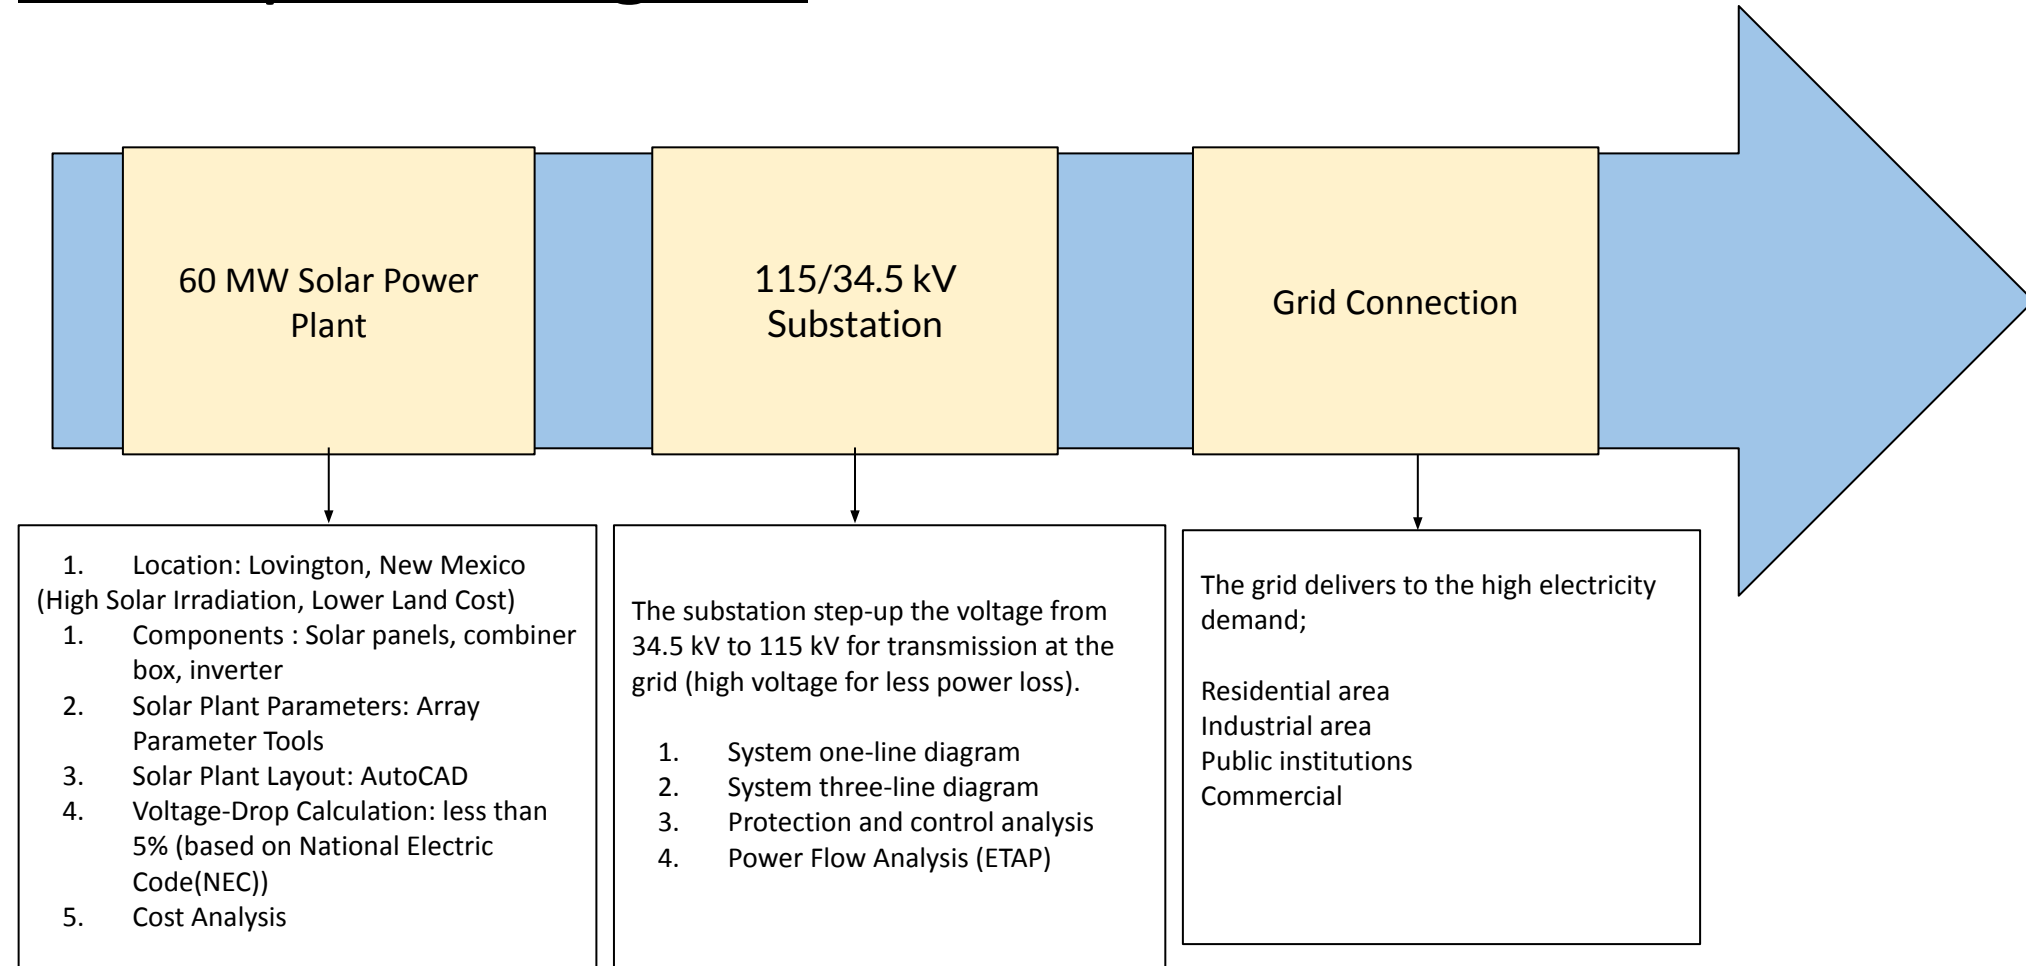 60 MW Solar Power
Plant
115/34.5 kV
Substation
Grid Connection
1. Location: Lovington, New Mexico
(High Solar Irradiation, Lower Land Cost)
1. Components : Solar panels, combiner
box, inverter
2. Solar Plant Parameters: Array
Parameter Tools
3. Solar Plant Layout: AutoCAD
4. Voltage-Drop Calculation: less than
5% (based on National Electric
Code(NEC))
5. Cost Analysis
The substation step-up the voltage from
34.5 kV to 115 kV for transmission at the
grid (high voltage for less power loss).
1. System one-line diagram
2. System three-line diagram
3. Protection and control analysis
4. Power Flow Analysis (ETAP)
The grid delivers to the high electricity
demand;
Residential area
Industrial area
Public institutions
Commercial